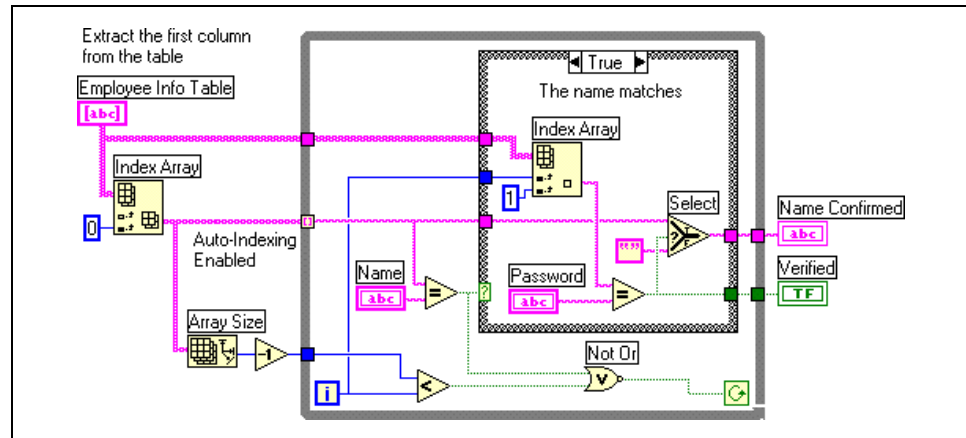 Extract the first column
from the table
Employee Info Table
[abc]
Index Array
0
Auto-Indexing
Enabled
Array Size
-1
i
Name
abc
=
<
True
The name matches
Index Array
1
Password
abc
=
?
Select
?
" "
Not Or
V
Name Confirmed
abc
Verified
TF